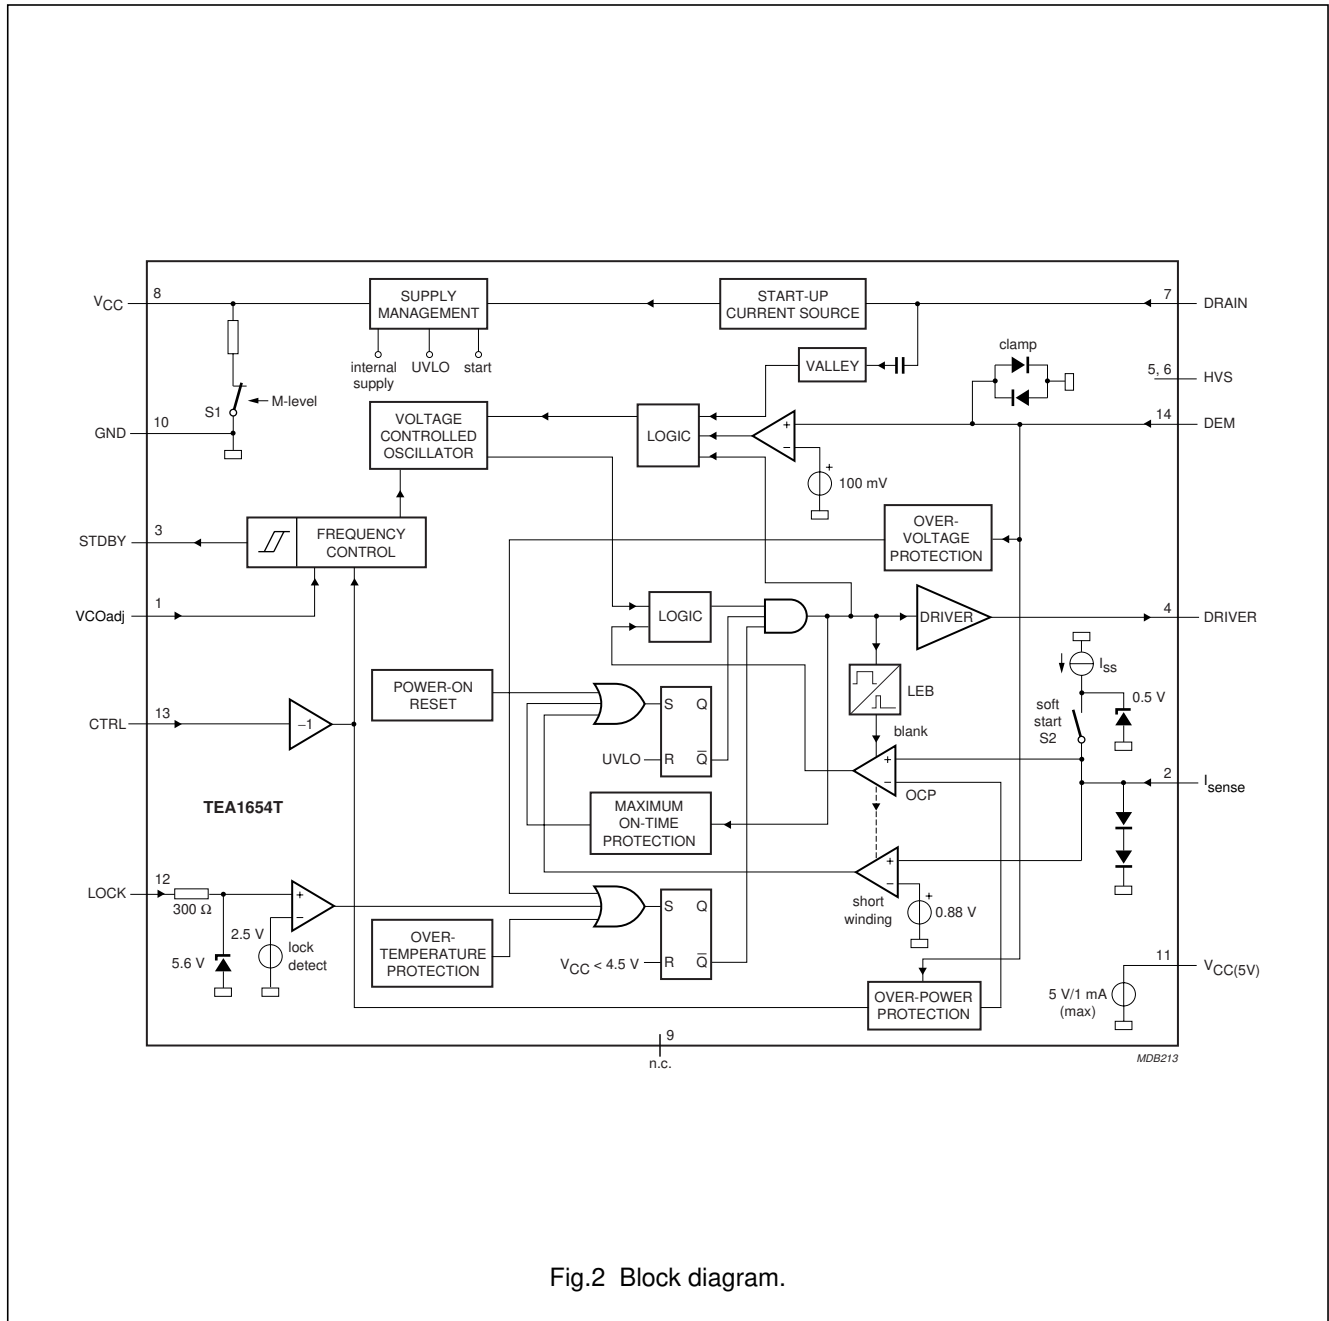 8
V_CC
SUPPLY
MANAGEMENT
START-UP
CURRENT SOURCE
7
DRAIN
internal
supply
UVLO
start
VALLEY
clamp
5, 6
HVS
S1
M-level
10
GND
VOLTAGE
CONTROLLED
OSCILLATOR
LOGIC
+
−
+
100 mV
14
DEM
3
STDBY
FREQUENCY
CONTROL
OVER-
VOLTAGE
PROTECTION
1
VCOadj
LOGIC
DRIVER
4
DRIVER
POWER-ON
RESET
S
Q
UVLO
R
Q̅
LEB
blank
I_ss
soft
start
S2
0.5 V
13
CTRL
−1
+
−
OCP
2
I_sense
TEA1654T
MAXIMUM
ON-TIME
PROTECTION
+
−
short
winding
+
0.88 V
12
LOCK
300 Ω
5.6 V
2.5 V
+
−
lock
detect
OVER-
TEMPERATURE
PROTECTION
S
Q
V_CC < 4.5 V
R
Q̅
OVER-POWER
PROTECTION
11
V_CC(5V)
5 V/1 mA
(max)
9
n.c.
MDB213
Fig.2 Block diagram.